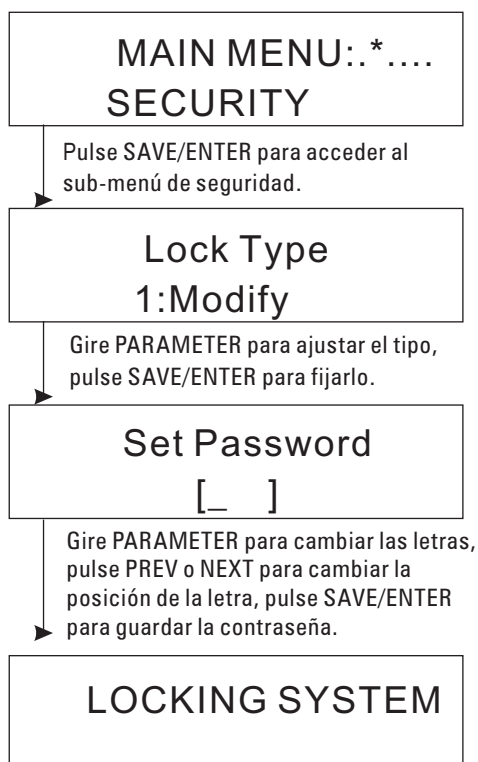 MAIN MENU:.*....
SECURITY
Pulse SAVE/ENTER para acceder al
sub-menú de seguridad.
Lock Type
1:Modify
Gire PARAMETER para ajustar el tipo,
pulse SAVE/ENTER para fijarlo.
Set Password
[_ ]
Gire PARAMETER para cambiar las letras,
pulse PREV o NEXT para cambiar la
posición de la letra, pulse SAVE/ENTER
para guardar la contraseña.
LOCKING SYSTEM